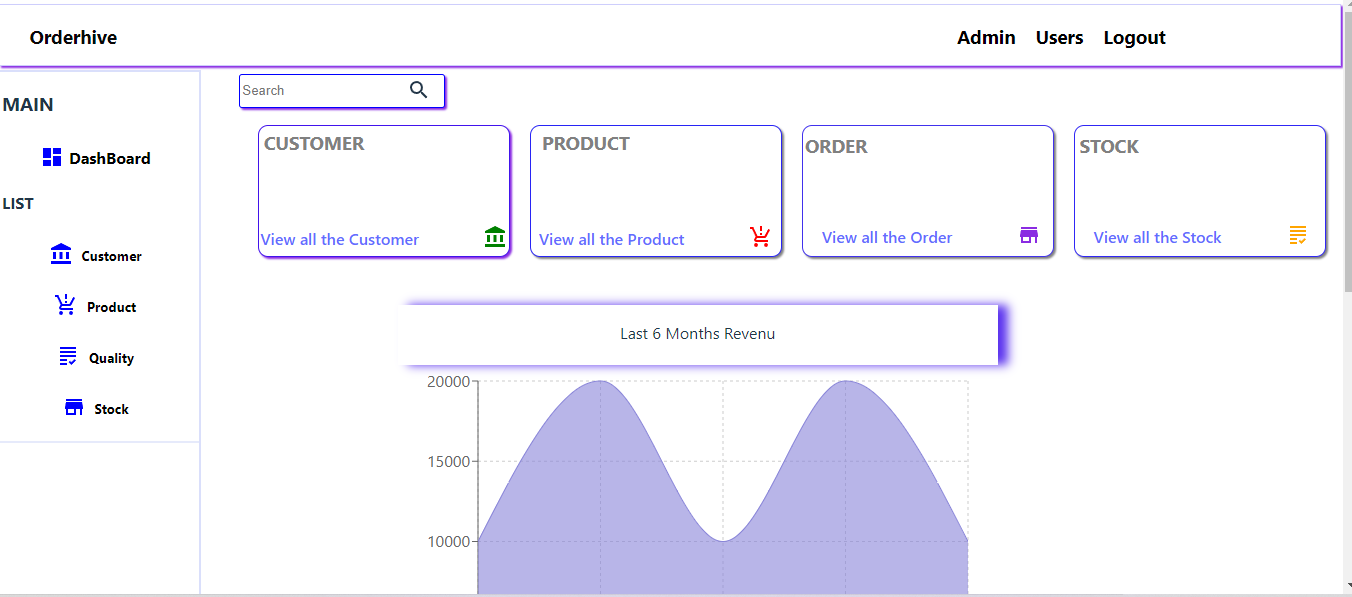 Orderhive
Admin Users Logout
MAIN
DashBoard
LIST
Customer
Product
Quality
Stock
Search
CUSTOMER
View all the Customer
PRODUCT
View all the Product
ORDER
View all the Order
STOCK
View all the Stock
Last 6 Months Revenu
20000
15000
10000